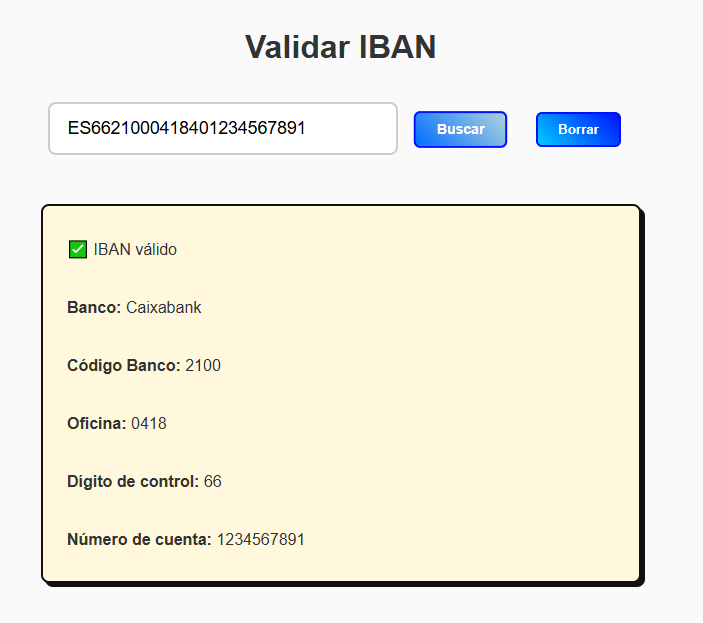 Validar IBAN
ES6621000418401234567891
Buscar
Borrar
✅ IBAN válido
Banco: Caixabank
Código Banco: 2100
Oficina: 0418
Dígito de control: 66
Número de cuenta: 1234567891